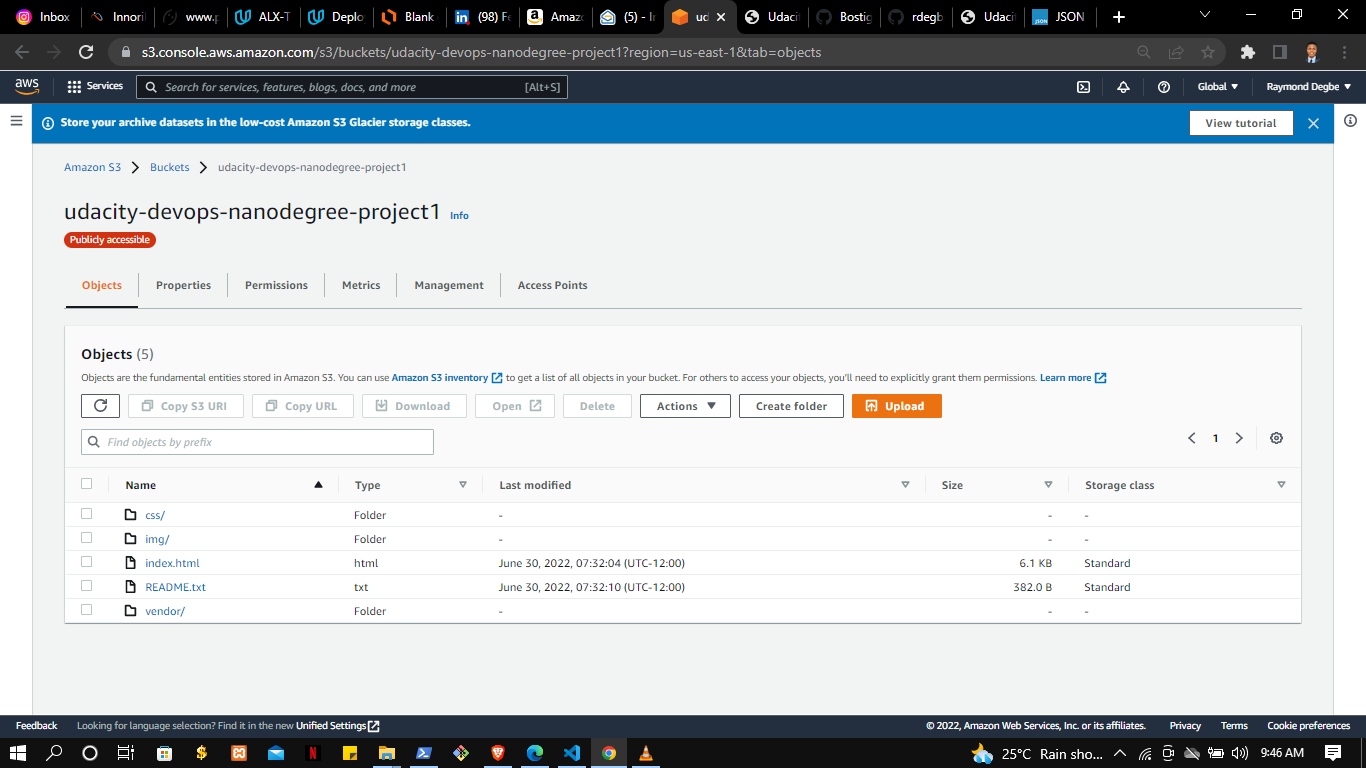 Inbox Innoril www.p ALX-T Deplo Blank (98) Fe Amaz (5) - In ud Udacit Bostig rdegb Udacit JSON
s3.console.aws.amazon.com/s3/buckets/udacity-devops-nanodegree-project1?region=us-east-1&tab=objects
aws Services Search for services, features, blogs, docs, and more [Alt+S] Global Raymond Degbe
Store your archive datasets in the low-cost Amazon S3 Glacier storage classes. View tutorial
Amazon S3 Buckets udacity-devops-nanodegree-project1
udacity-devops-nanodegree-project1 Info
Publicly accessible
Objects Properties Permissions Metrics Management Access Points
Objects (5)
Objects are the fundamental entities stored in Amazon S3. You can use Amazon S3 inventory to get a list of all objects in your bucket. For others to access your objects, you'll need to explicitly grant them permissions. Learn more
Copy S3 URI Copy URL Download Open Delete Actions Create folder Upload
Find objects by prefix 1
Name Type Last modified Size Storage class
css/ Folder - - -
img/ Folder - - -
index.html html June 30, 2022, 07:32:04 (UTC-12:00) 6.1 KB Standard
README.txt txt June 30, 2022, 07:32:10 (UTC-12:00) 382.0 B Standard
vendor/ Folder - - -
Feedback Looking for language selection? Find it in the new Unified Settings © 2022, Amazon Web Services, Inc. or its affiliates. Privacy Terms Cookie preferences
25°C Rain sho... 9:46 AM